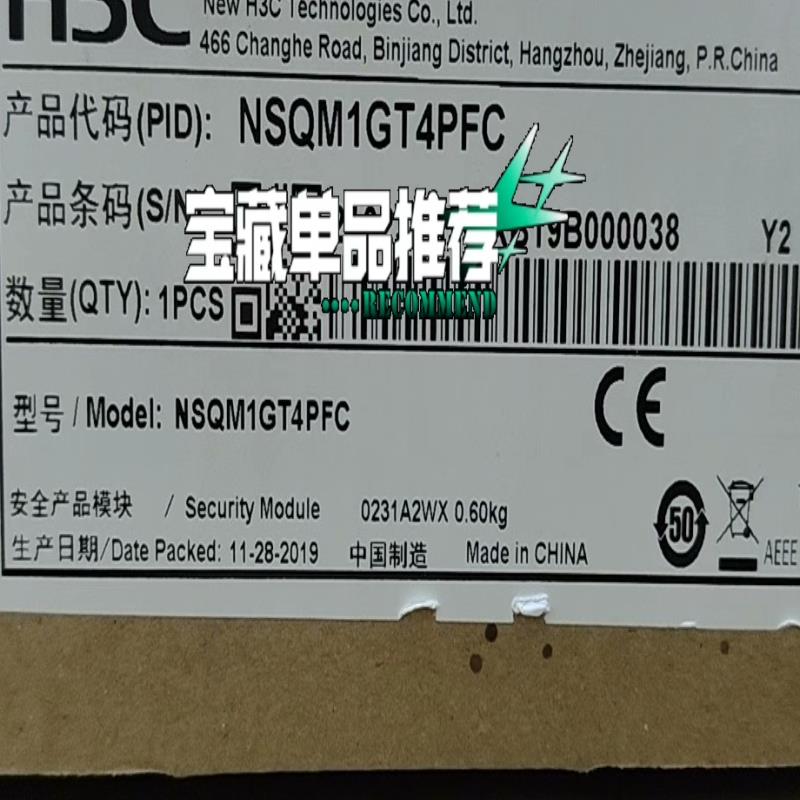 H3C
New H3C Technologies Co., Ltd.
466 Changhe Road, Binjiang District, Hangzhou, Zhejiang, P.R.China
产品代码(PID): NSQM1GT4PFC
产品条码(S/N
19B000038 Y2
宝藏单品推荐
RECOMMEND
数量(QTY): 1PCS
型号 / Model: NSQM1GT4PFC
CE
安全产品模块 / Security Module 0231A2WX 0.60kg
50
生产日期/Date Packed: 11-28-2019 中国制造 Made in CHINA
AEEE